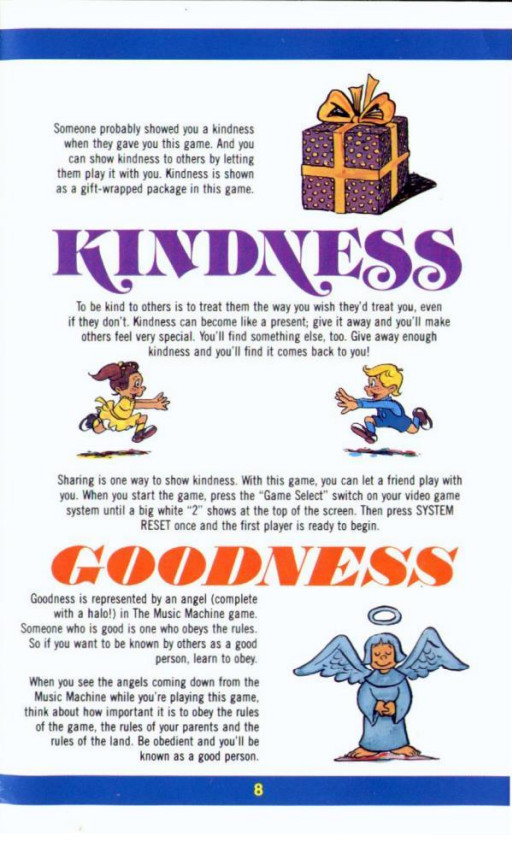 Someone probably showed you a kindness
when they gave you this game. And you
can show kindness to others by letting
them play it with you. Kindness is shown
as a gift-wrapped package in this game.
KINDNESS
To be kind to others is to treat them the way you wish they'd treat you, even
if they don't. Kindness can become like a present; give it away and you'll make
others feel very special. You'll find something else, too. Give away enough
kindness and you'll find it comes back to you!
Sharing is one way to show kindness. With this game, you can let a friend play with
you. When you start the game, press the "Game Select" switch on your video game
system until a big white "2" shows at the top of the screen. Then press SYSTEM
RESET once and the first player is ready to begin.
GOODNESS
Goodness is represented by an angel (complete
with a halo!) in The Music Machine game.
Someone who is good is one who obeys the rules.
So if you want to be known by others as a good
person, learn to obey.
When you see the angels coming down from the
Music Machine while you're playing this game,
think about how important it is to obey the rules
of the game, the rules of your parents and the
rules of the land. Be obedient and you'll be
known as a good person.
8